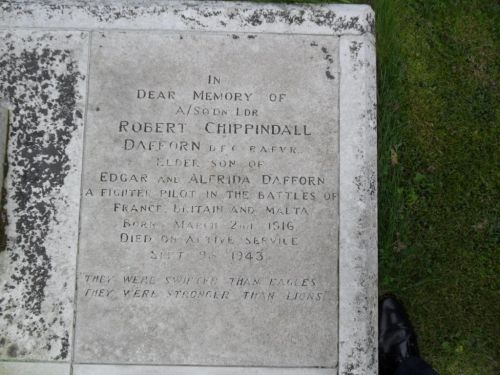 IN
DEAR MEMORY OF
A/SQDN LDR
ROBERT CHIPPINDALL
DAFFORN D.F.C. R.A.F.V.R.
ELDER SON OF
EDGAR AND ALFRIDA DAFFORN
A FIGHTER PILOT IN THE BATTLES OF
FRANCE, BRITAIN AND MALTA
BORN MARCH 2ND 1916
DIED ON ACTIVE SERVICE
SEPT 9TH 1943
"THEY WERE SWIFTER THAN EAGLES
THEY WERE STRONGER THAN LIONS"